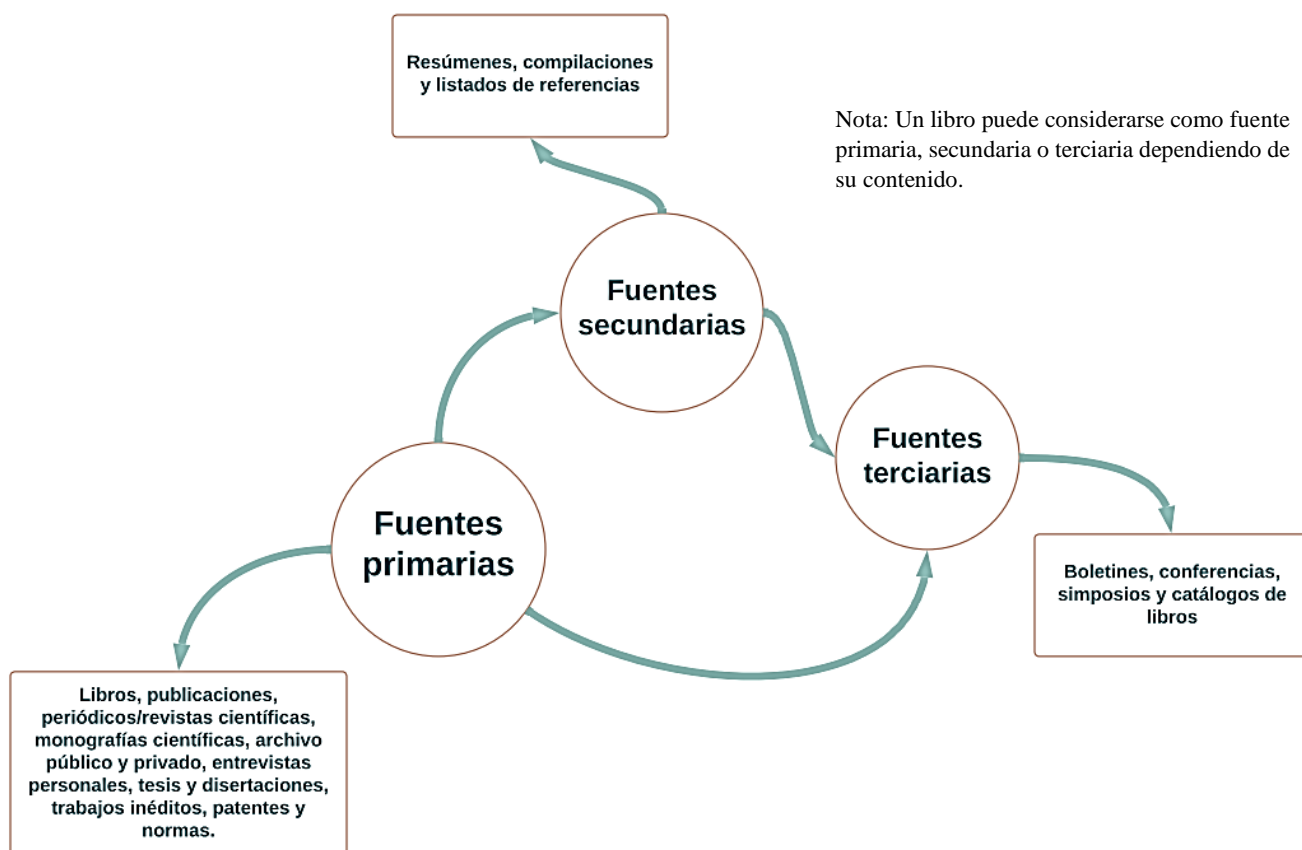 Resúmenes, compilaciones
y listados de referencias
Nota: Un libro puede considerarse como fuente
primaria, secundaria o terciaria dependiendo de
su contenido.
Fuentes
secundarias
Fuentes
terciarias
Fuentes
primarias
Boletines, conferencias,
simposios y catálogos de
libros
Libros, publicaciones,
periódicos/revistas científicas,
monografías científicas, archivo
público y privado, entrevistas
personales, tesis y disertaciones,
trabajos inéditos, patentes y
normas.